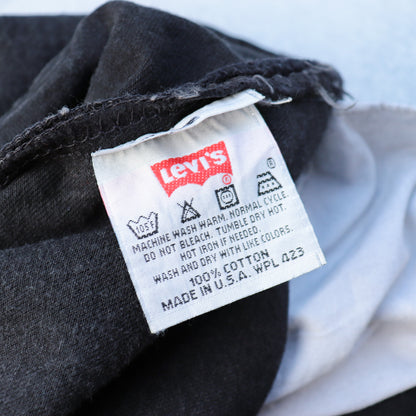 LEVI'S
®
®
105F
MACHINE WASH WARM. NORMAL CYCLE.
DO NOT BLEACH. TUMBLE DRY HOT.
HOT IRON IF NEEDED.
WASH AND DRY WITH LIKE COLORS.
100% COTTON
MADE IN U.S.A. WPL 423